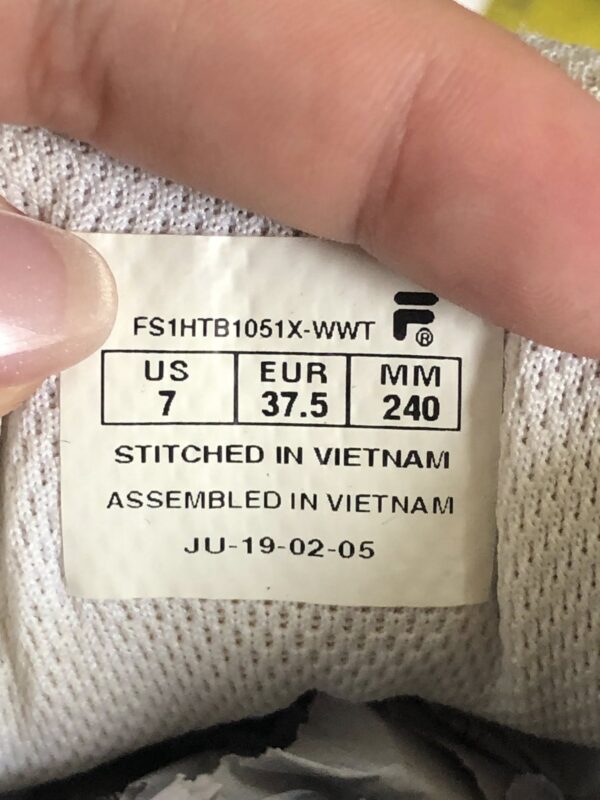 FS1HTB1051X-WWT
®
US EUR MM
7 37.5 240
STITCHED IN VIETNAM
ASSEMBLED IN VIETNAM
JU-19-02-05